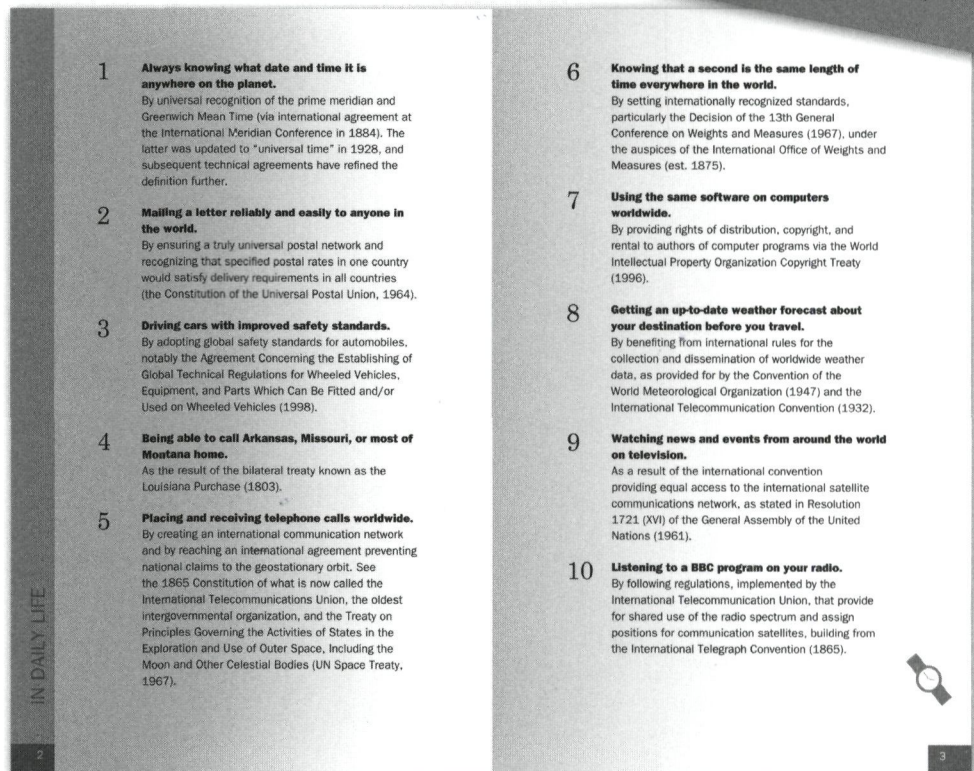 1
Always knowing what date and time it is
anywhere on the planet.
By universal recognition of the prime meridian and
Greenwich Mean Time (via international agreement at
the International Meridian Conference in 1884). The
latter was updated to "universal time" in 1928, and
subsequent technical agreements have refined the
definition further.
2
Mailing a letter reliably and easily to anyone in
the world.
By ensuring a truly universal postal network and
recognizing that specified postal rates in one country
would satisfy delivery requirements in all countries
(the Constitution of the Universal Postal Union, 1964).
3
Driving cars with improved safety standards.
By adopting global safety standards for automobiles,
notably the Agreement Concerning the Establishing of
Global Technical Regulations for Wheeled Vehicles,
Equipment, and Parts Which Can Be Fitted and/or
Used on Wheeled Vehicles (1998).
4
Being able to call Arkansas, Missouri, or most of
Montana home.
As the result of the bilateral treaty known as the
Louisiana Purchase (1803).
5
Placing and receiving telephone calls worldwide.
By creating an international communication network
and by reaching an international agreement preventing
national claims to the geostationary orbit. See
the 1865 Constitution of what is now called the
International Telecommunications Union, the oldest
intergovernmental organization, and the Treaty on
Principles Governing the Activities of States in the
Exploration and Use of Outer Space, Including the
Moon and Other Celestial Bodies (UN Space Treaty,
1967).
IN DAILY LIFE
2
6
Knowing that a second is the same length of
time everywhere in the world.
By setting internationally recognized standards,
particularly the Decision of the 13th General
Conference on Weights and Measures (1967), under
the auspices of the International Office of Weights and
Measures (est. 1875).
7
Using the same software on computers
worldwide.
By providing rights of distribution, copyright, and
rental to authors of computer programs via the World
Intellectual Property Organization Copyright Treaty
(1996).
8
Getting an up-to-date weather forecast about
your destination before you travel.
By benefiting from international rules for the
collection and dissemination of worldwide weather
data, as provided for by the Convention of the
World Meteorological Organization (1947) and the
International Telecommunication Convention (1932).
9
Watching news and events from around the world
on television.
As a result of the international convention
providing equal access to the international satellite
communications network, as stated in Resolution
1721 (XVI) of the General Assembly of the United
Nations (1961).
10
Listening to a BBC program on your radio.
By following regulations, implemented by the
International Telecommunication Union, that provide
for shared use of the radio spectrum and assign
positions for communication satellites, building from
the International Telegraph Convention (1865).
3